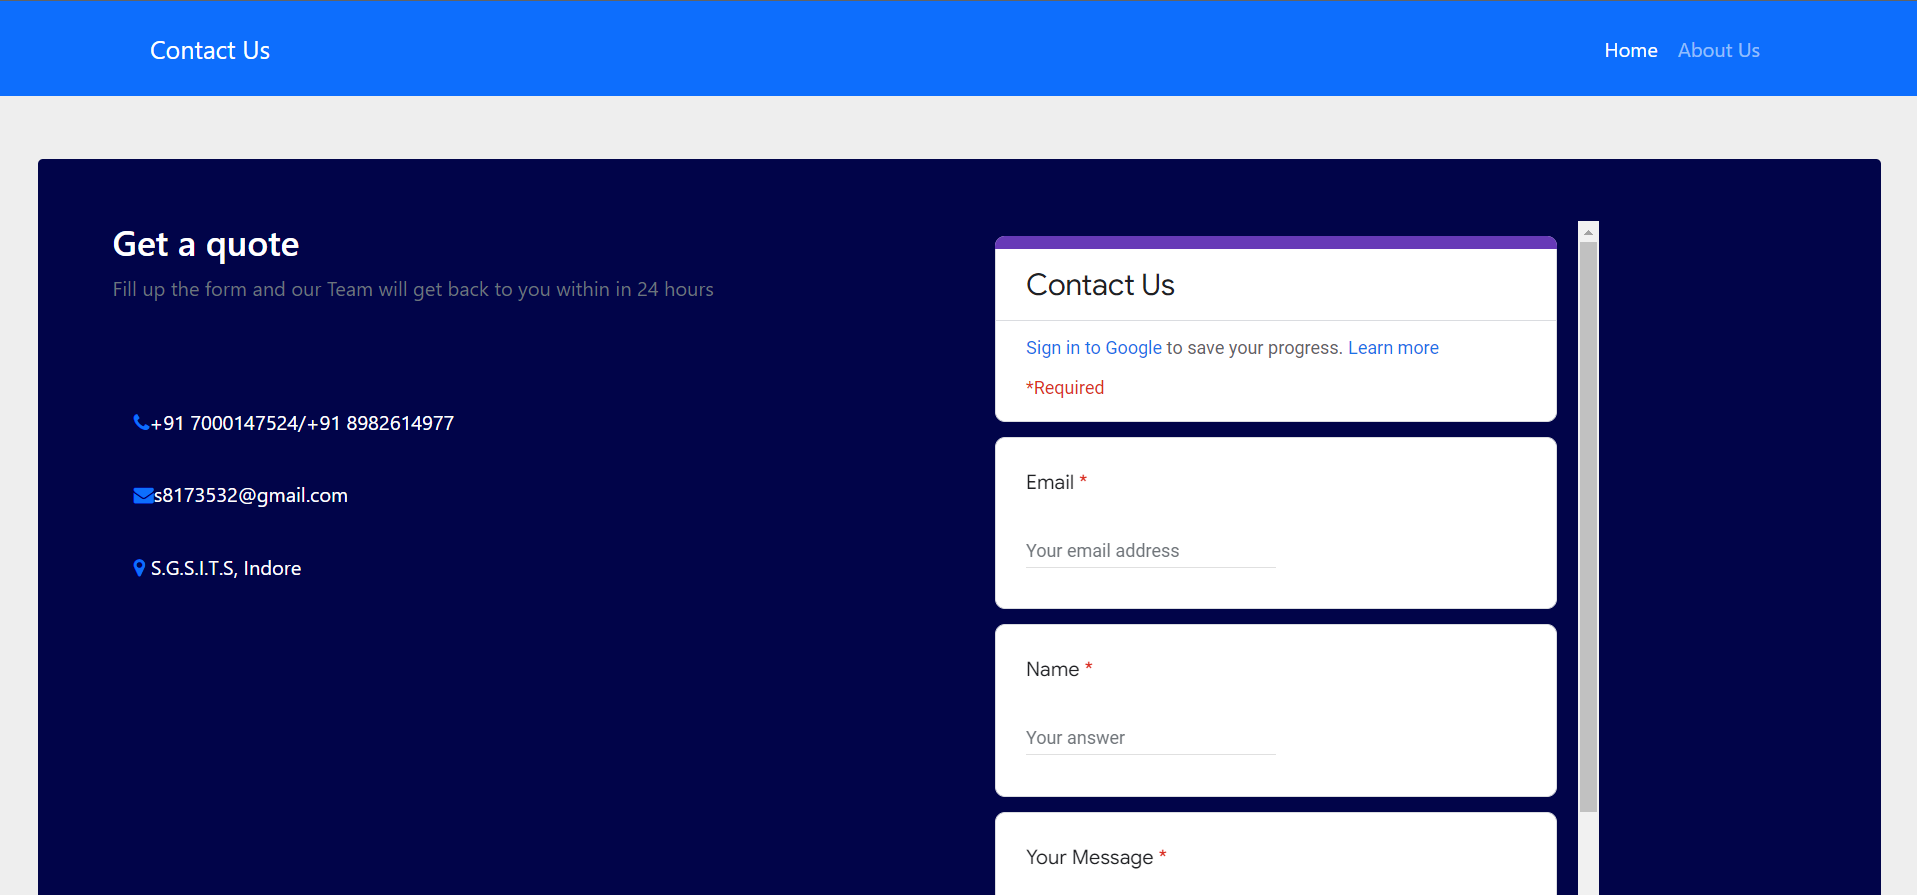 Contact Us
Home
About Us
Get a quote
Fill up the form and our Team will get back to you within in 24 hours
+91 7000147524/+91 8982614977
s8173532@gmail.com
S.G.S.I.T.S, Indore
Contact Us
Sign in to Google to save your progress. Learn more
*Required
Email *
Your email address
Name *
Your answer
Your Message *